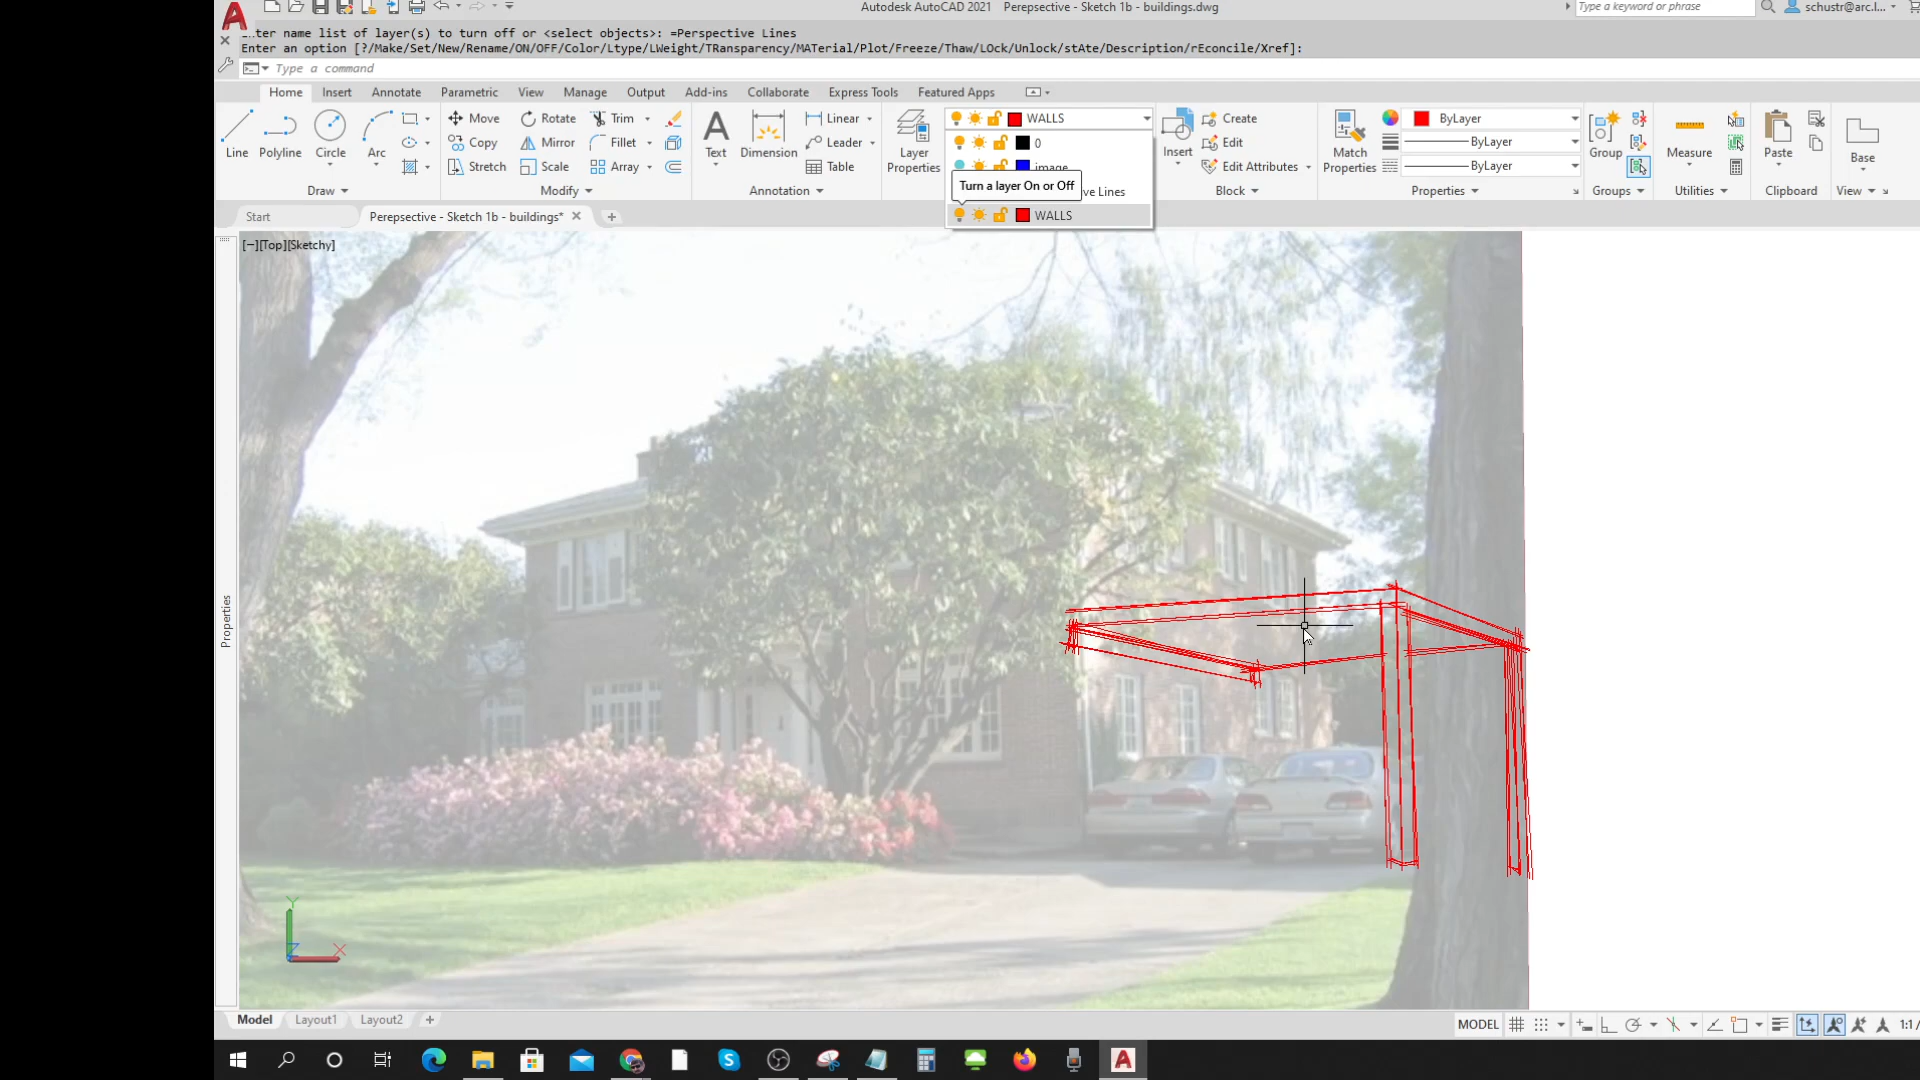 Autodesk AutoCAD 2021 Perepsective - Sketch 1b - buildings.dwg
Type a keyword or phrase
schustr@arc.l...
Enter name list of layer(s) to turn off or <select objects>: =Perspective Lines
Enter an option [?/Make/Set/New/Rename/ON/OFF/Color/Ltype/LWeight/TRansparency/MATerial/Plot/Freeze/Thaw/LOck/Unlock/stAte/Description/rEconcile/Xref]:
Type a command
Home Insert Annotate Parametric View Manage Output Add-ins Collaborate Express Tools Featured Apps
Line
Polyline
Circle
Arc
Draw
Move
Rotate
Trim
Copy
Mirror
Fillet
Stretch
Scale
Array
Modify
Text
Dimension
Linear
Leader
Table
Annotation
Layer
Properties
WALLS
0
image
Turn a layer On or Off
ve Lines
WALLS
Insert
Create
Edit
Edit Attributes
Block
Match
Properties
ByLayer
ByLayer
ByLayer
Properties
Group
Groups
Measure
Utilities
Paste
Clipboard
Base
View
Start
Perepsective - Sketch 1b - buildings*
[−][Top][Sketchy]
Properties
Y
X
Z
Model Layout1 Layout2
MODEL
1:1 /